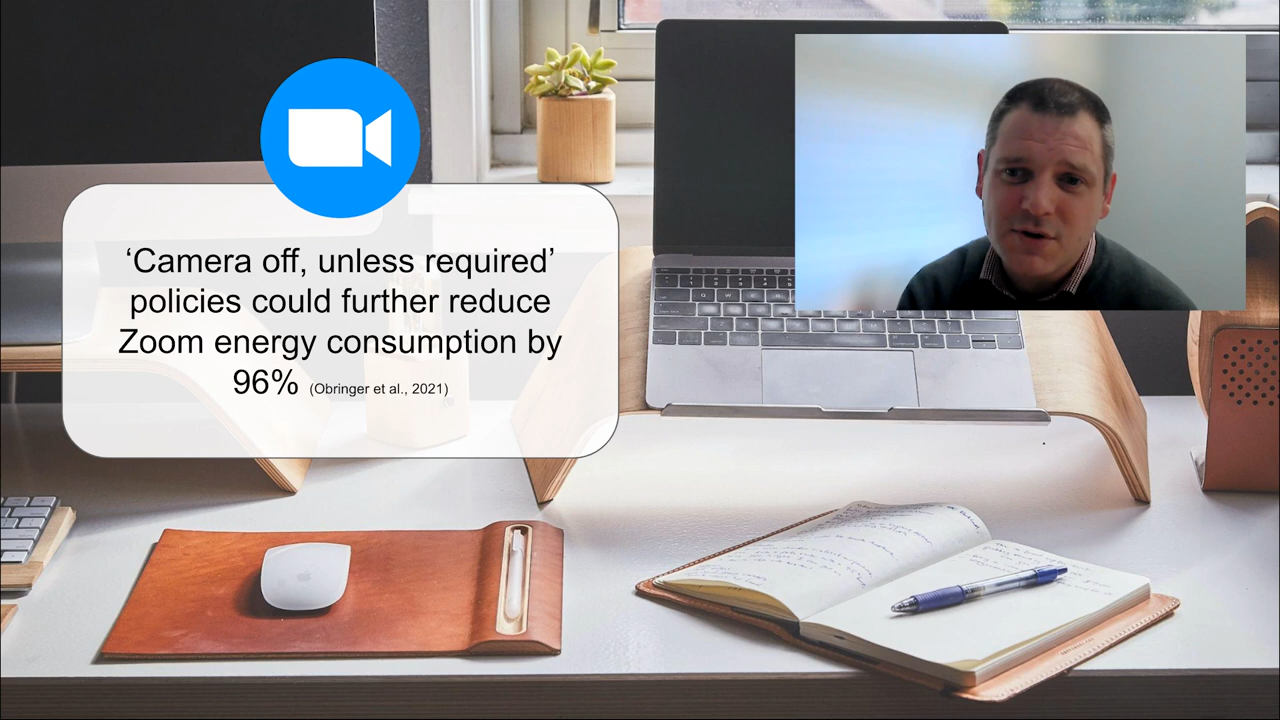 ‘Camera off, unless required’
policies could further reduce
Zoom energy consumption by
96% (Obringer et al., 2021)